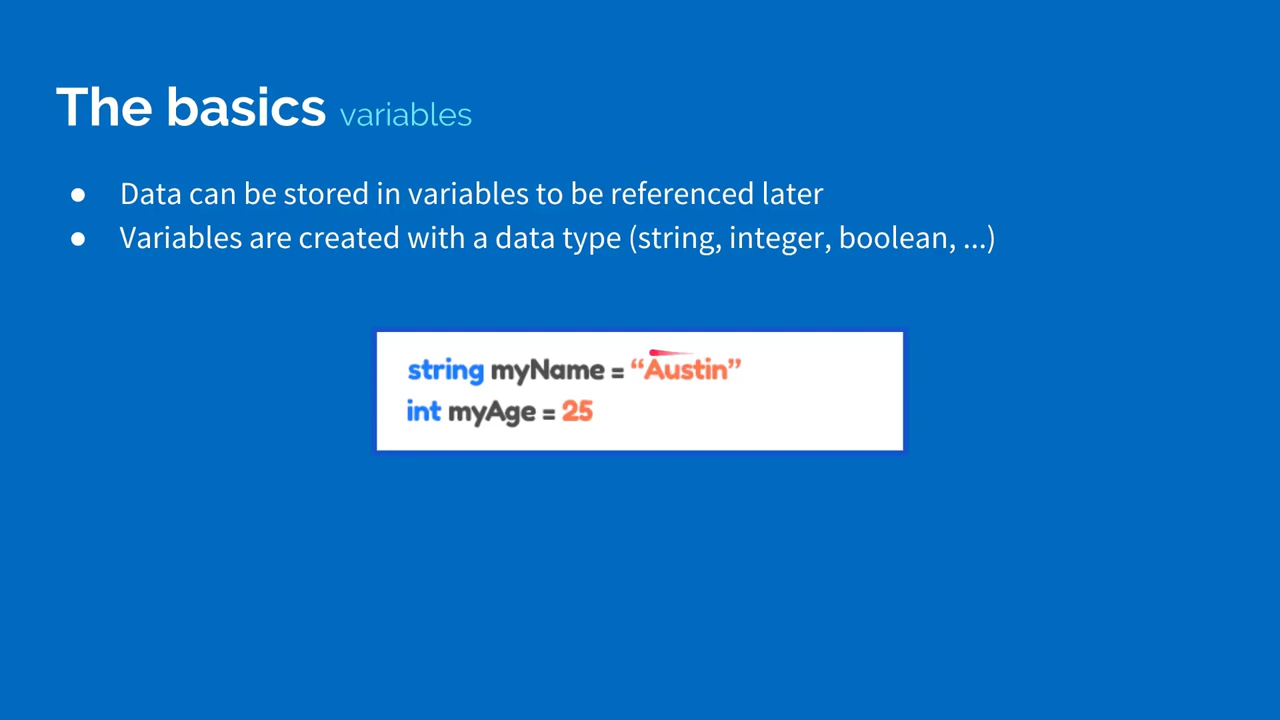 The basics variables
● Data can be stored in variables to be referenced later
● Variables are created with a data type (string, integer, boolean, ...)
string myName = “Austin”
int myAge = 25